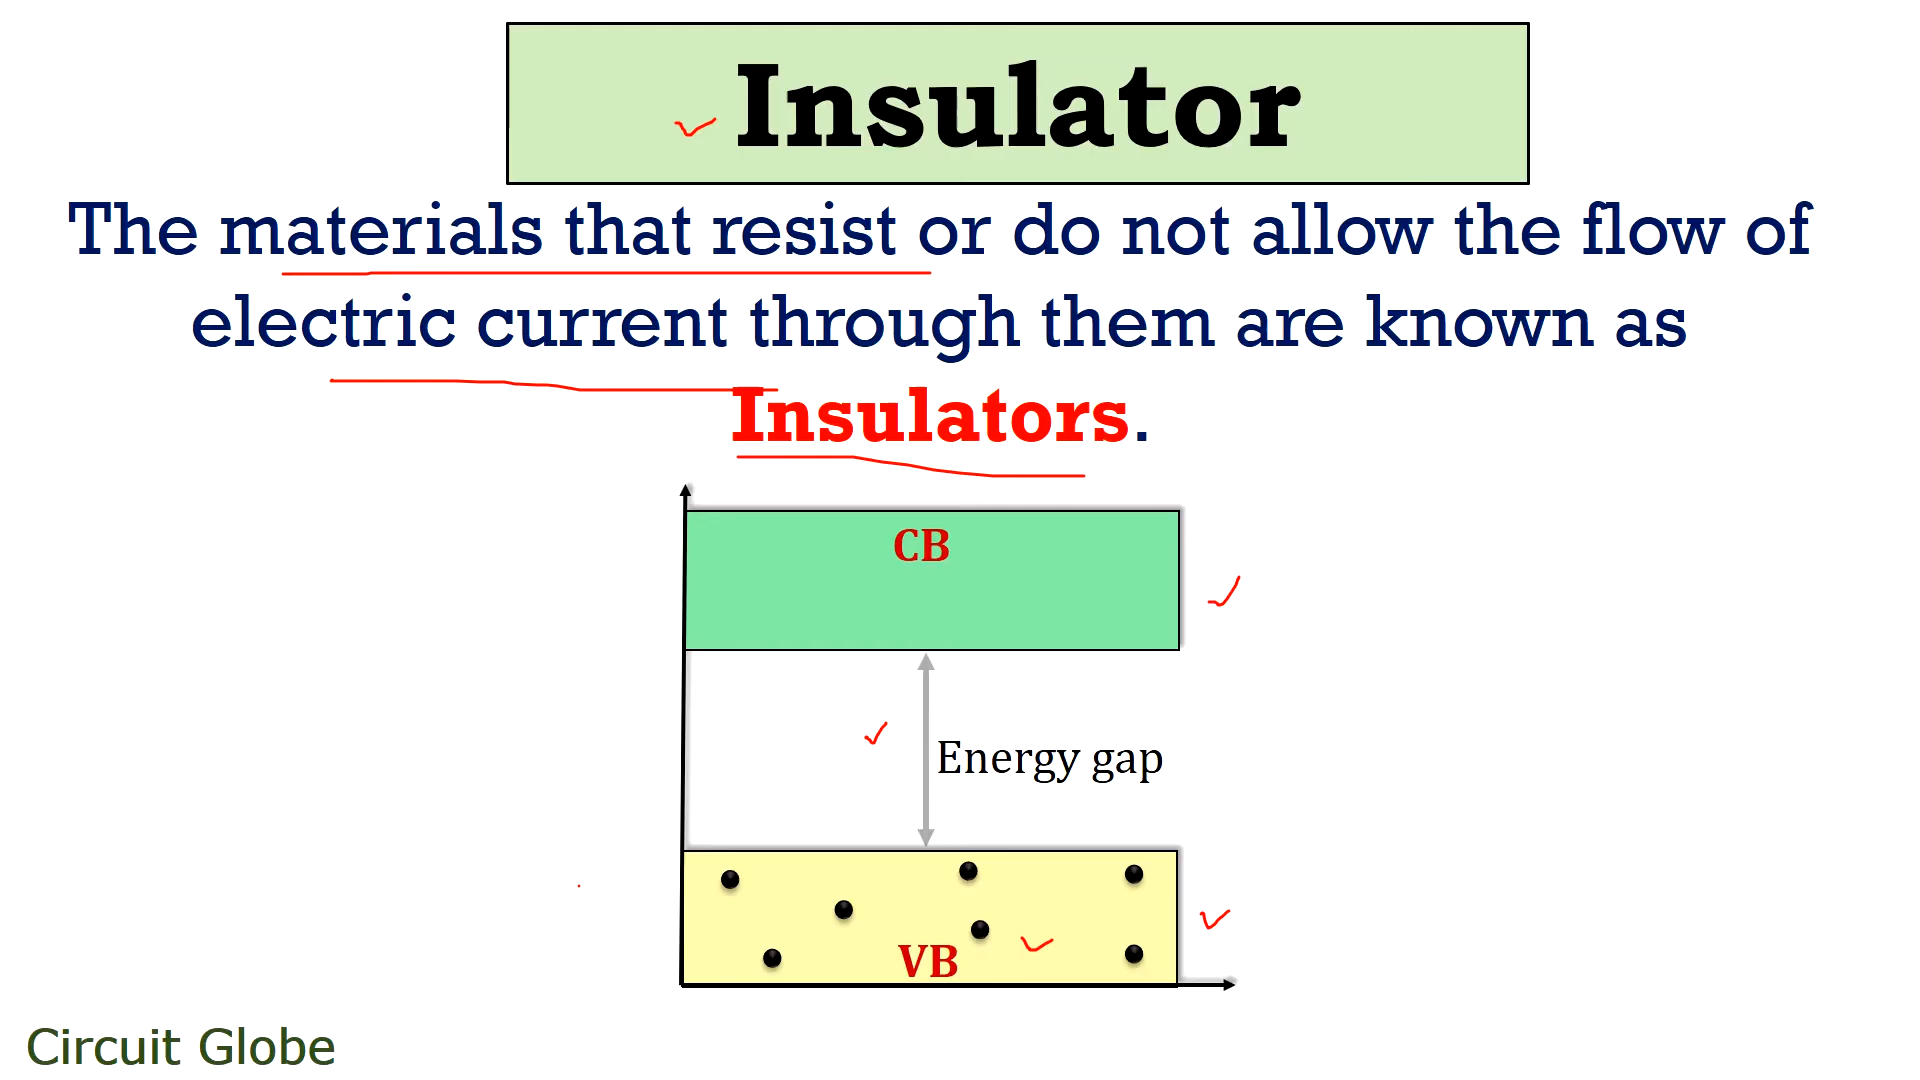 Insulator
The materials that resist or do not allow the flow of
electric current through them are known as
Insulators.
CB
Energy gap
VB
Circuit Globe